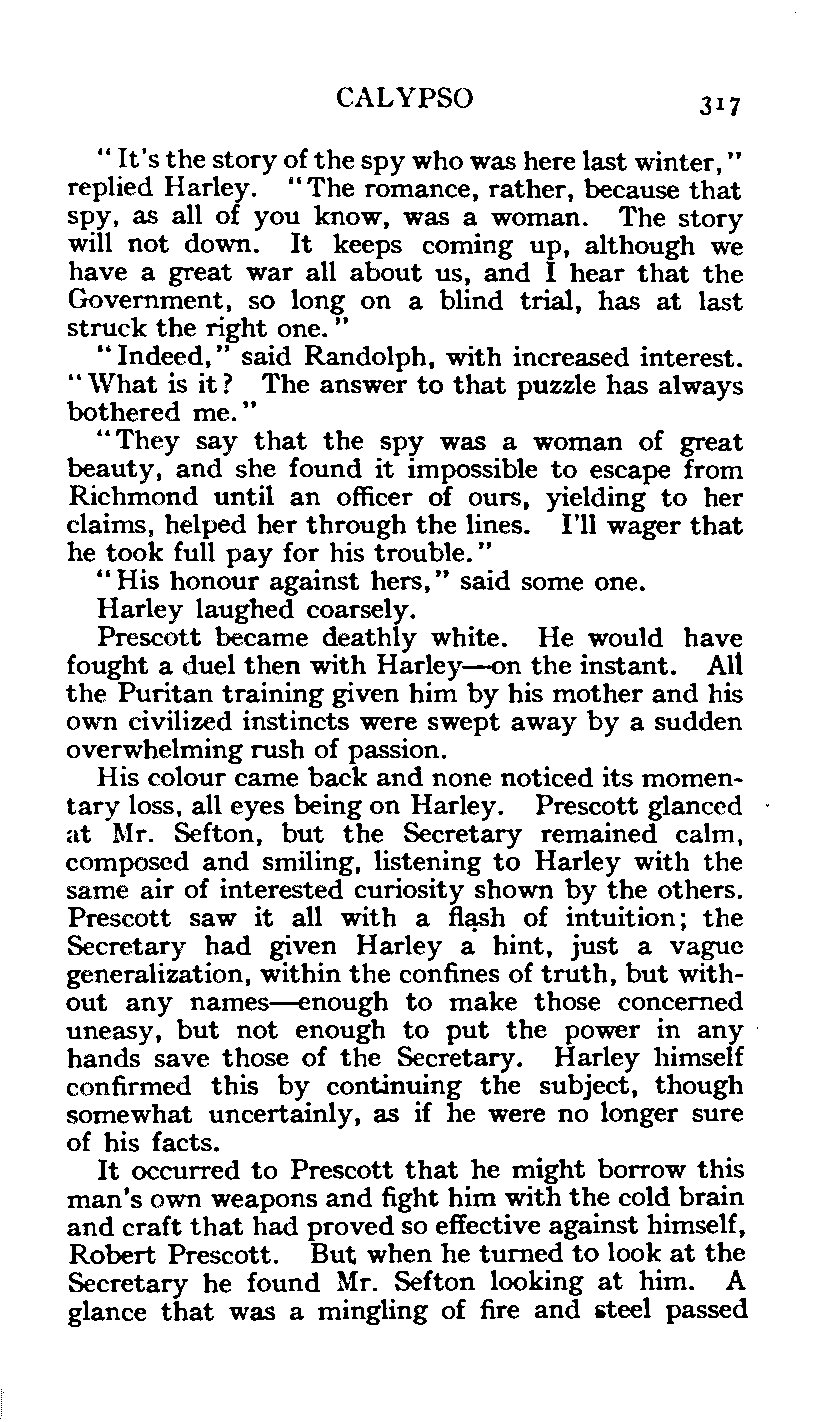 CALYPSO 317
"It's the story of the spy who was here last winter,"
replied Harley. "The romance, rather, because that
spy, as all of you know, was a woman. The story
will not down. It keeps coming up, although we
have a great war all about us, and I hear that the
Government, so long on a blind trial, has at last
struck the right one."
"Indeed," said Randolph, with increased interest.
"What is it? The answer to that puzzle has always
bothered me."
"They say that the spy was a woman of great
beauty, and she found it impossible to escape from
Richmond until an officer of ours, yielding to her
claims, helped her through the lines. I'll wager that
he took full pay for his trouble."
"His honour against hers," said some one.
Harley laughed coarsely.
Prescott became deathly white. He would have
fought a duel then with Harley—on the instant. All
the Puritan training given him by his mother and his
own civilized instincts were swept away by a sudden
overwhelming rush of passion.
His colour came back and none noticed its momen-
tary loss, all eyes being on Harley. Prescott glanced
at Mr. Sefton, but the Secretary remained calm,
composed and smiling, listening to Harley with the
same air of interested curiosity shown by the others.
Prescott saw it all with a flash of intuition; the
Secretary had given Harley a hint, just a vague
generalization, within the confines of truth, but with-
out any names—enough to make those concerned
uneasy, but not enough to put the power in any
hands save those of the Secretary. Harley himself
confirmed this by continuing the subject, though
somewhat uncertainly, as if he were no longer sure
of his facts.
It occurred to Prescott that he might borrow this
man's own weapons and fight him with the cold brain
and craft that had proved so effective against himself,
Robert Prescott. But when he turned to look at the
Secretary he found Mr. Sefton looking at him. A
glance that was a mingling of fire and steel passed